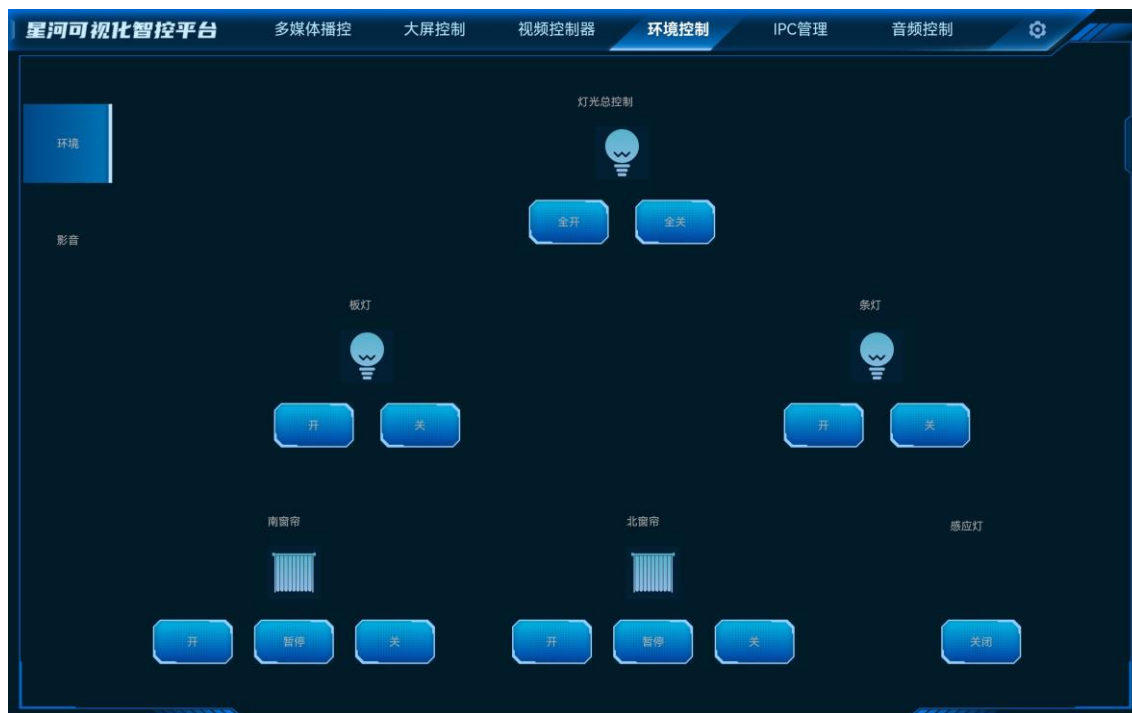 星河可视化智控平台 多媒体播控 大屏控制 视频控制器 环境控制 IPC管理 音频控制
灯光总控制
环境
全开 全关
影音
板灯 条灯
开 关 开 关
南窗帘 北窗帘 感应灯
开 暂停 关 开 暂停 关 关闭